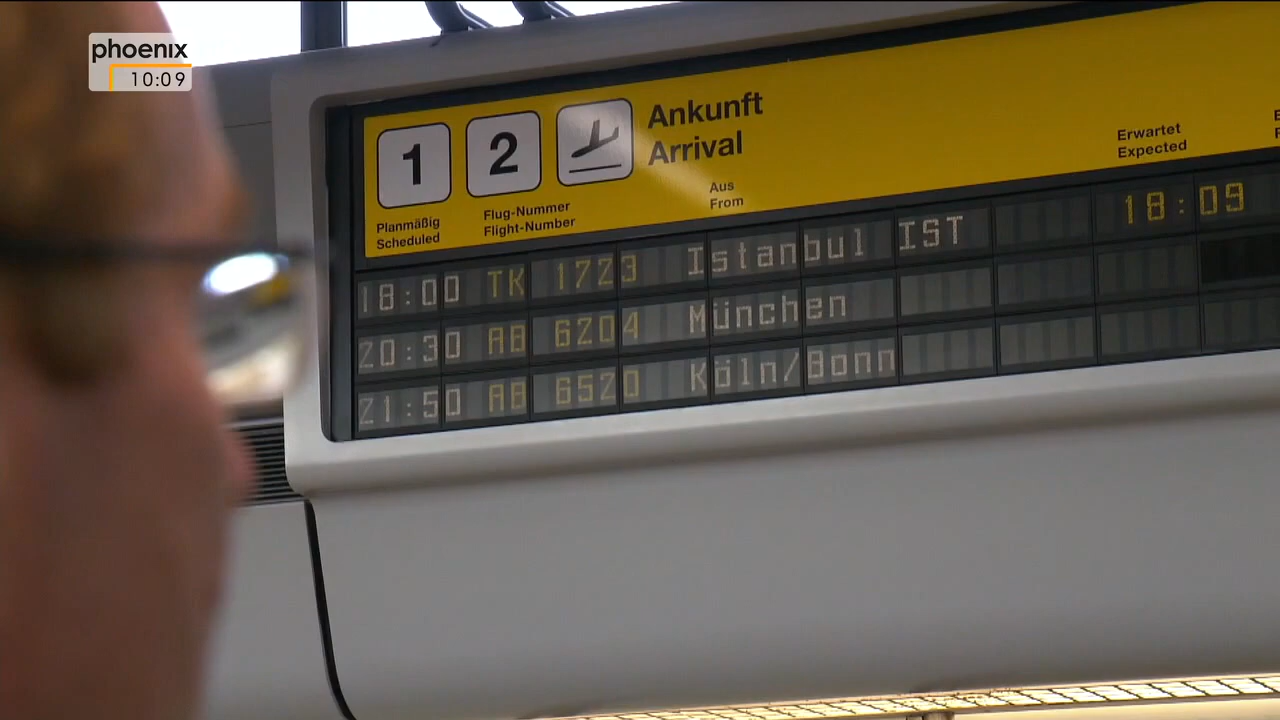 phoenix
10:09
1 2 Ankunft
Arrival
Planmäßig
Scheduled
Flug-Nummer
Flight-Number
Aus
From
Erwartet
Expected
18:00 TK 1723 Istanbul IST 18:09
20:30 AB 6204 München
21:50 AB 6520 Köln/Bonn